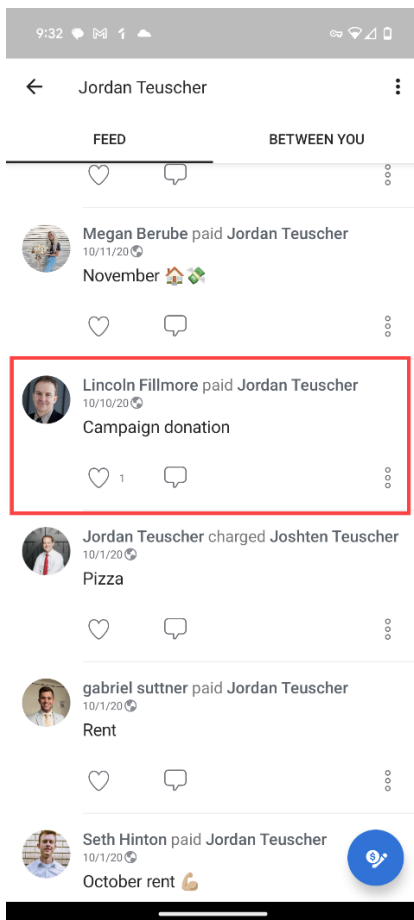 9:32
Jordan Teuscher
FEED
BETWEEN YOU
Megan Berube paid Jordan Teuscher
10/11/20
November 🏠 💸
Lincoln Fillmore paid Jordan Teuscher
10/10/20
Campaign donation
1
Jordan Teuscher charged Joshten Teuscher
10/1/20
Pizza
gabriel suttner paid Jordan Teuscher
10/1/20
Rent
Seth Hinton paid Jordan Teuscher
10/1/20
October rent 💪🏼